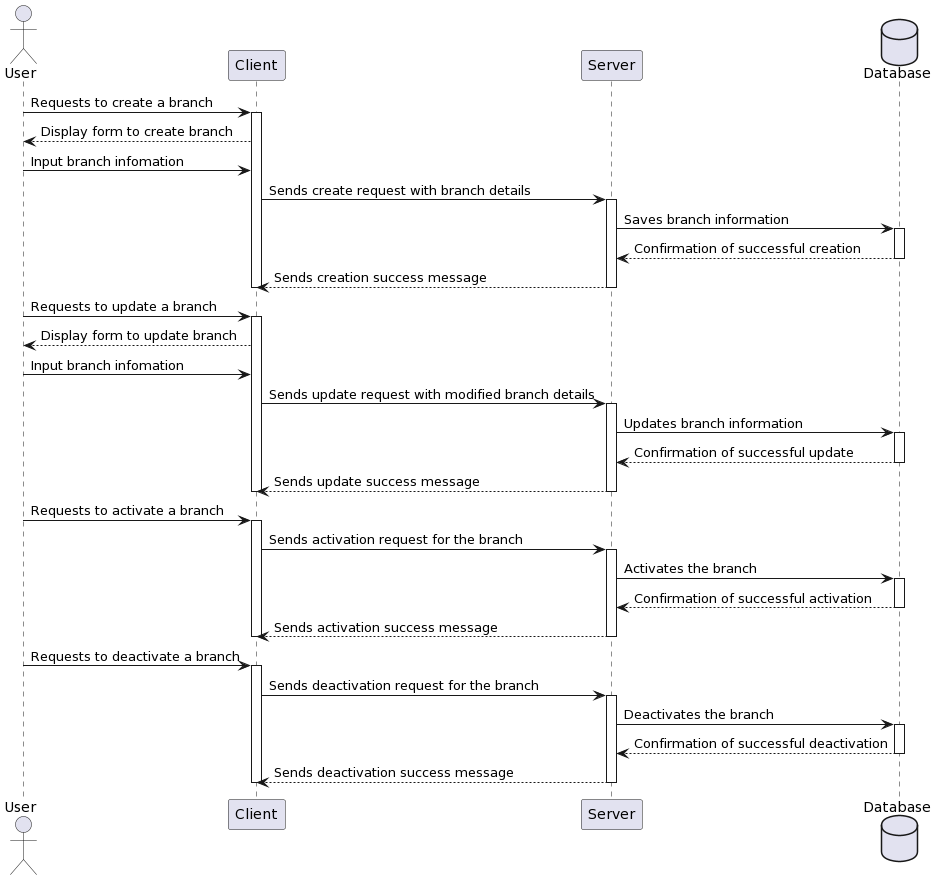 User
Client
Server
Database
Requests to create a branch
Display form to create branch
Input branch infomation
Sends create request with branch details
Saves branch information
Confirmation of successful creation
Sends creation success message
Requests to update a branch
Display form to update branch
Input branch infomation
Sends update request with modified branch details
Updates branch information
Confirmation of successful update
Sends update success message
Requests to activate a branch
Sends activation request for the branch
Activates the branch
Confirmation of successful activation
Sends activation success message
Requests to deactivate a branch
Sends deactivation request for the branch
Deactivates the branch
Confirmation of successful deactivation
Sends deactivation success message
User
Client
Server
Database